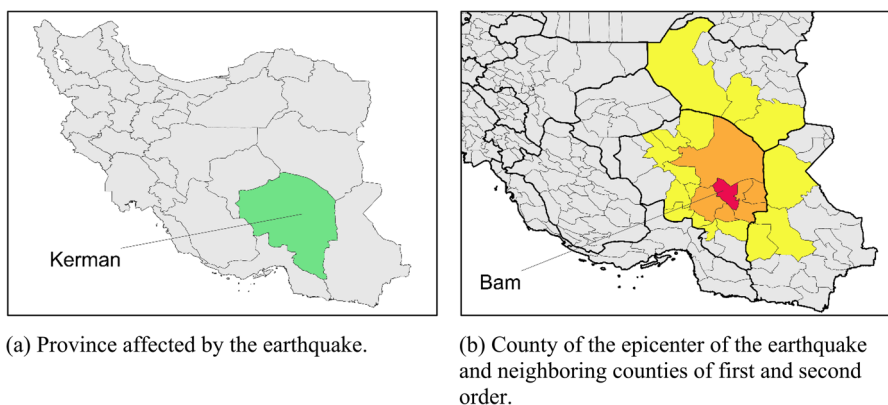 Kerman
Bam
(a) Province affected by the earthquake.
(b) County of the epicenter of the earthquake
and neighboring counties of first and second
order.